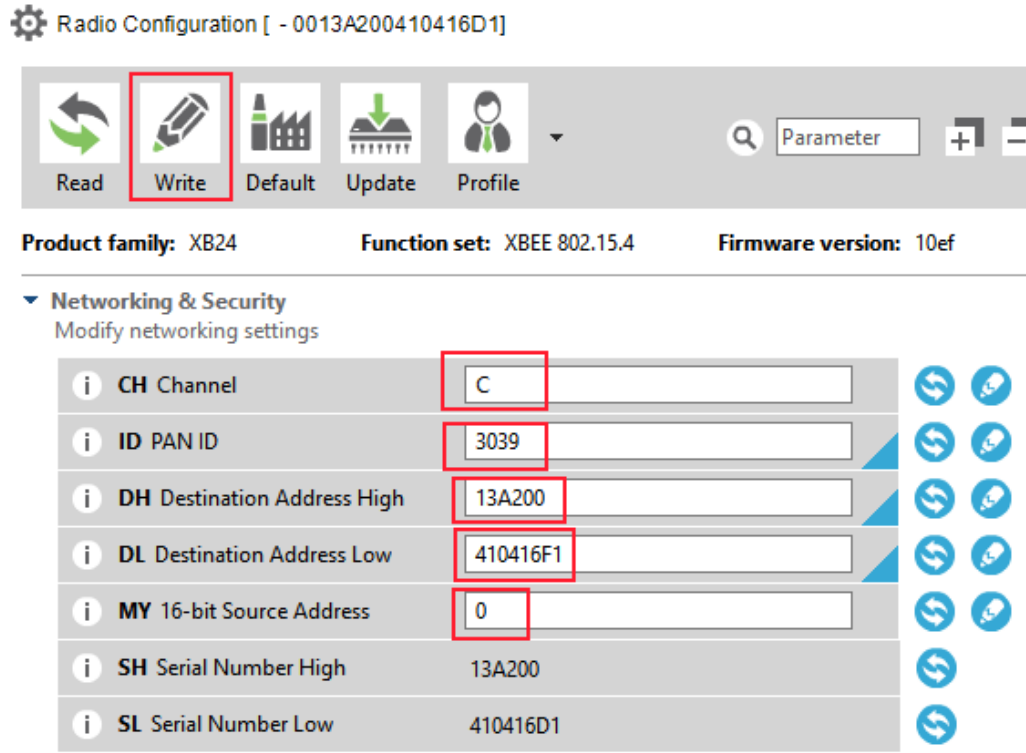 Radio Configuration [ - 0013A200410416D1]
Parameter
Read Write Default Update Profile
Product family: XB24 Function set: XBEE 802.15.4 Firmware version: 10ef
Networking & Security
Modify networking settings
i CH Channel C
i ID PAN ID 3039
i DH Destination Address High 13A200
i DL Destination Address Low 410416F1
i MY 16-bit Source Address 0
i SH Serial Number High 13A200
i SL Serial Number Low 410416D1